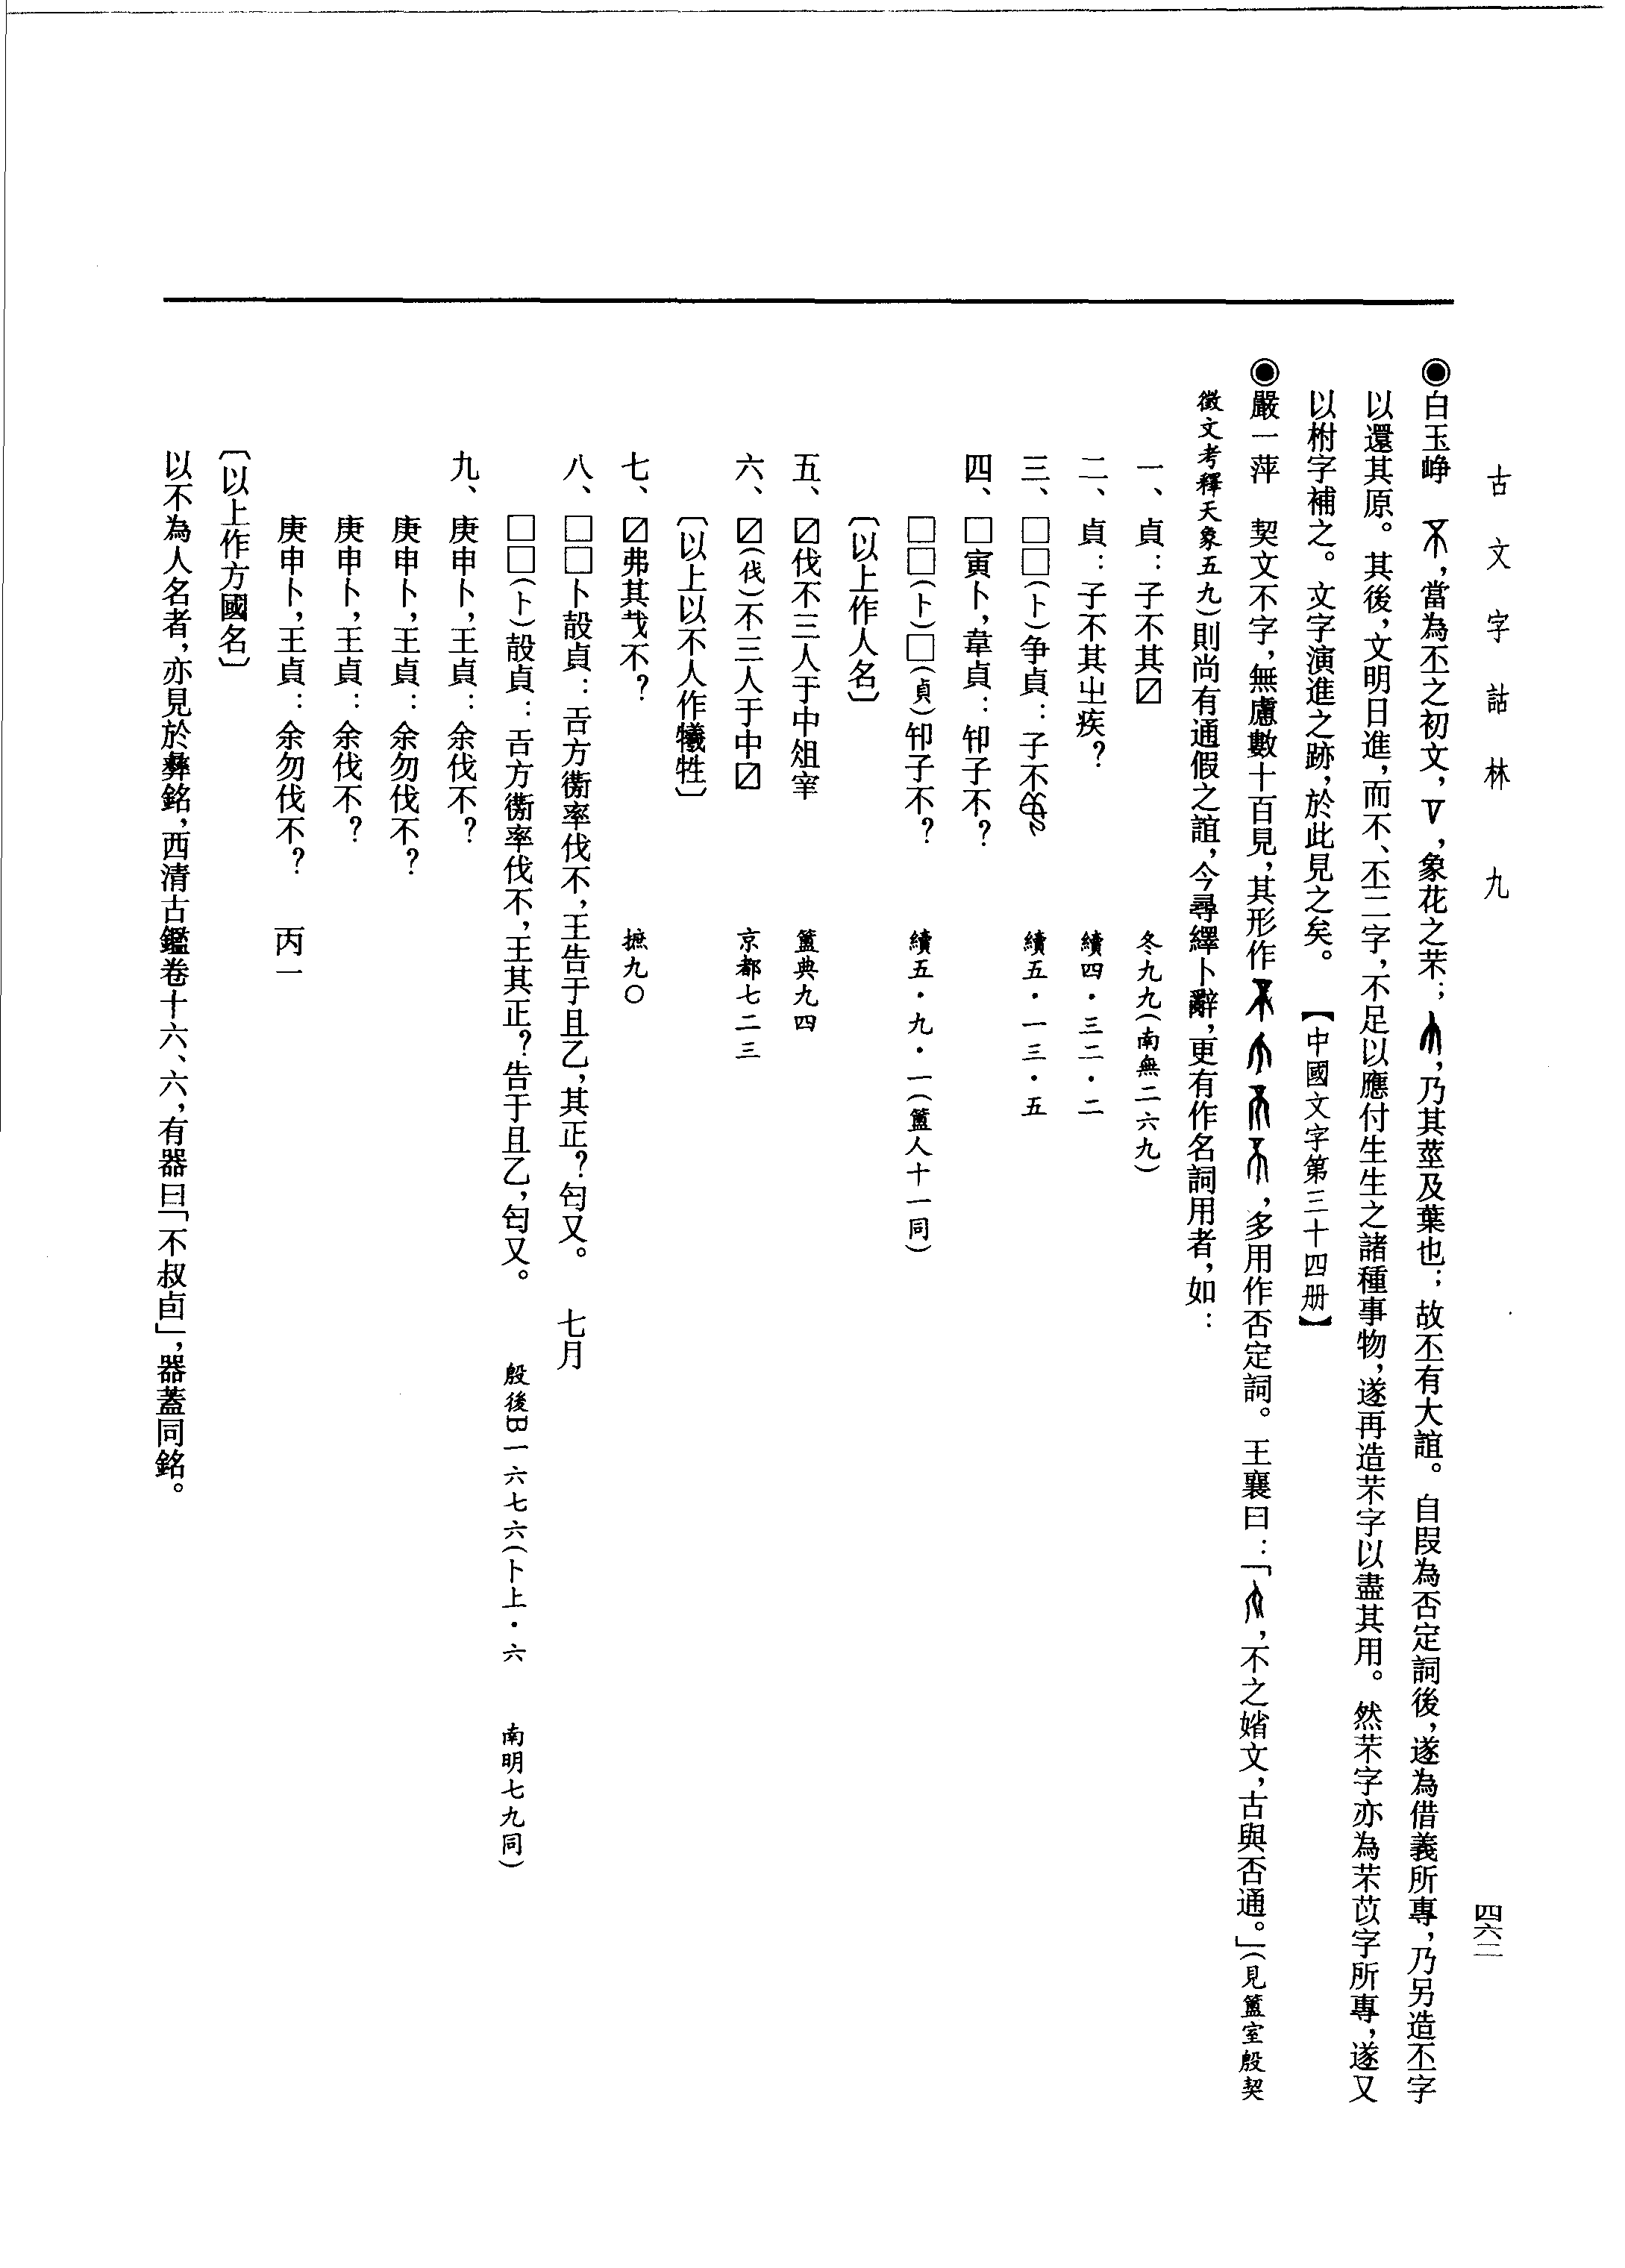 古文字詁林　九
四六二
◉白玉崢　，當為丕之初文，，象花之芣；，乃其莖及葉也；故丕有大誼。自叚為否定詞後，遂為借義所專，乃另造丕字
以還其原。其後，文明日進，而不、丕二字，不足以應付生生之諸種事物，遂再造芣字以盡其用。然芣字亦為芣苡字所專，遂又
以柎字補之。文字演進之跡，於此見之矣。【中國文字第三十四册】
◉嚴一萍　契文不字，無慮數十百見，其形作，多用作否定詞。王襄曰：「，不之媘文，古與否通。」（見簠室殷契
徵文考釋天象五九）則尚有通假之誼，今尋繹卜辭，更有作名詞用者，如：
一、貞：子不其〼　冬九九（南無二六九）
二、貞：子不其㞢疾？　續四・三二・二
三、□□（卜）争貞：子不　續五・一三・五
四、□寅卜，韋貞：钔子不？
□□（卜）□（貞）钔子不？　續五・九・一（簠人十一同）
〔以上作人名〕
五、〼伐不三人于中俎宰　簠典九四
六、〼（伐）不三人于中〼　京都七二三
〔以上以不人作犧牲〕
七、〼弗其𢦏不？　摭九〇
八、□□卜㱿貞：舌方衛率伐不，王告于且乙，其正？匄又。　七月
□□（卜）㱿貞：舌方衛率伐不，王其正？告于且乙，匄又。　殷後B一六七六（卜上・六　南明七九同）
九、庚申卜，王貞：余伐不？
庚申卜，王貞：余勿伐不？
庚申卜，王貞：余伐不？
庚申卜，王貞：余勿伐不？　丙一
〔以上作方國名〕
以不為人名者，亦見於彝銘，西清古鑑卷十六、六，有器曰「不叔卣」，器蓋同銘。